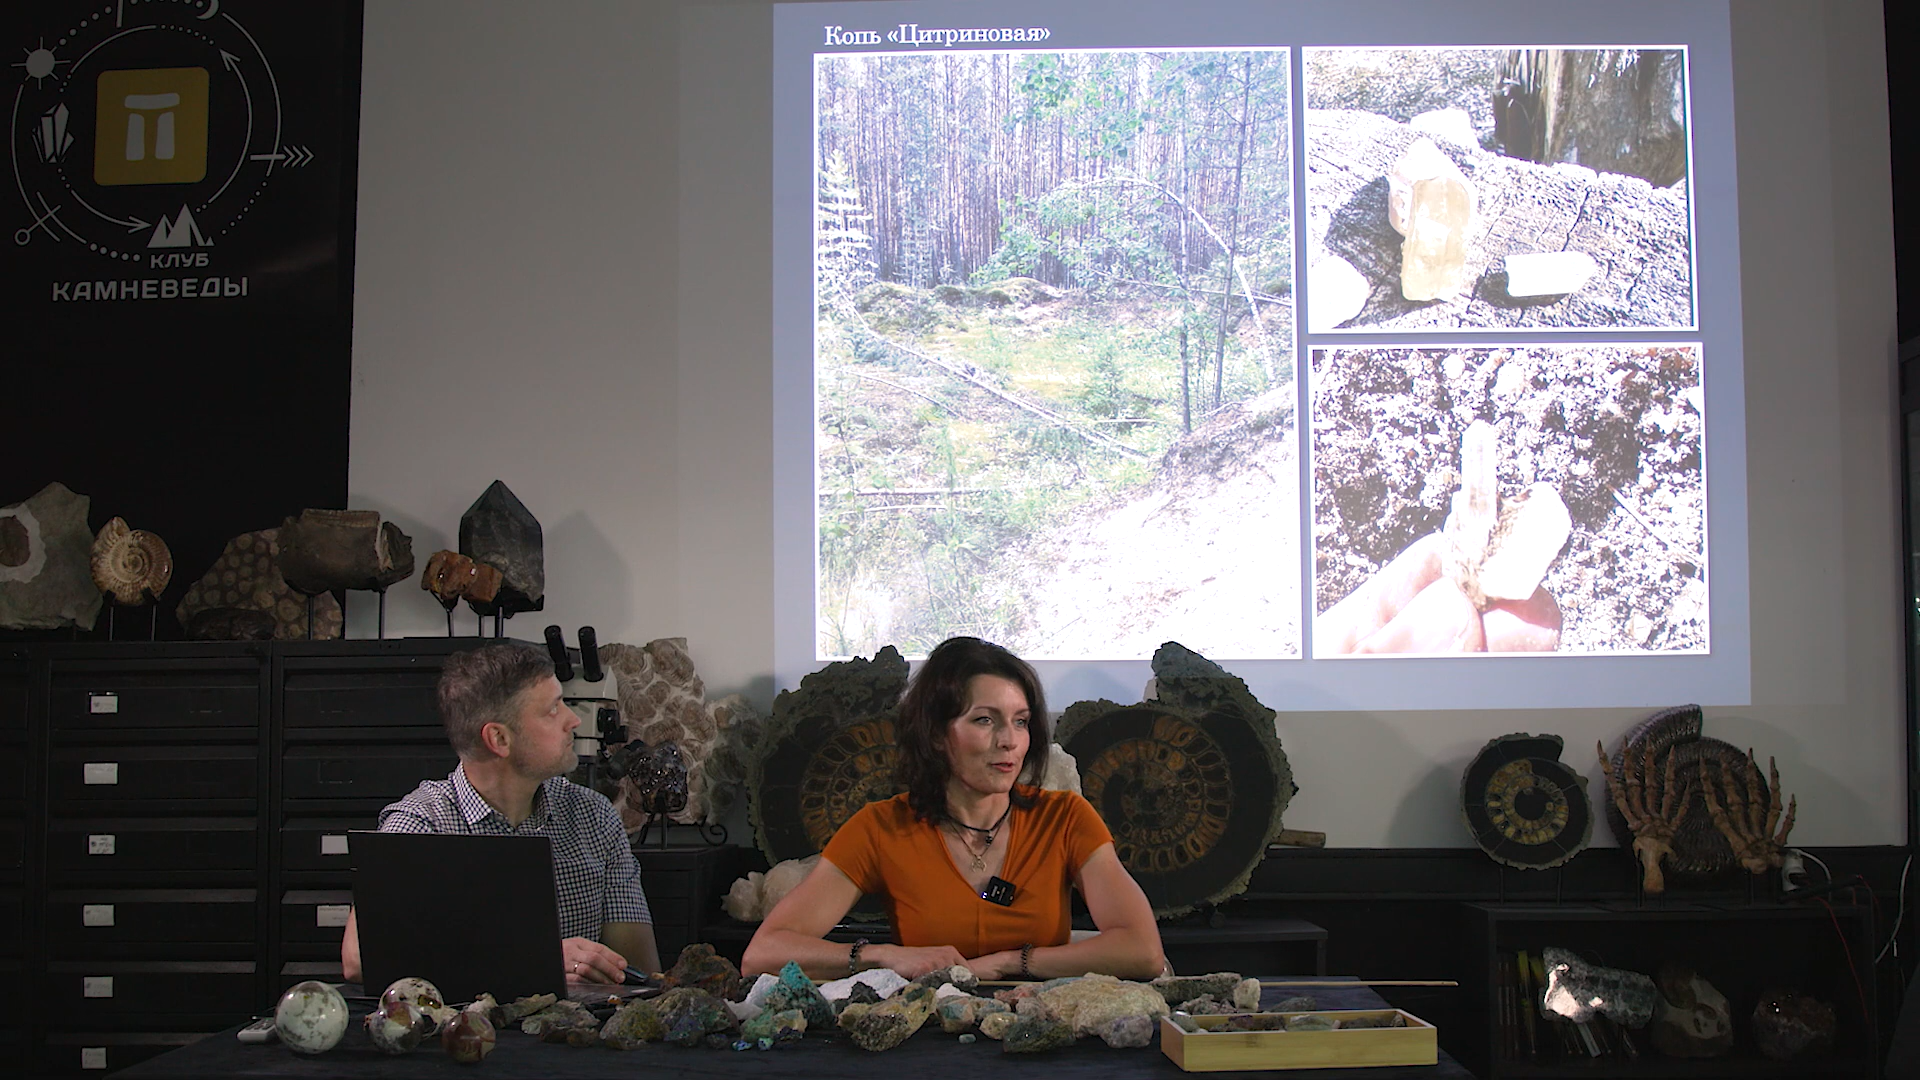 Копь «Цитриновая»
КЛУБ
КАМНЕВЕДЫ